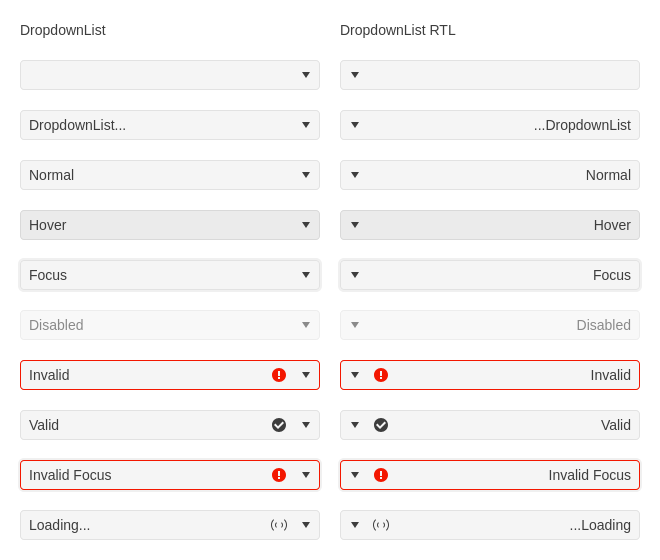 DropdownList
DropdownList RTL
DropdownList...
...DropdownList
Normal
Normal
Hover
Hover
Focus
Focus
Disabled
Disabled
Invalid
Invalid
Valid
Valid
Invalid Focus
Invalid Focus
Loading...
...Loading